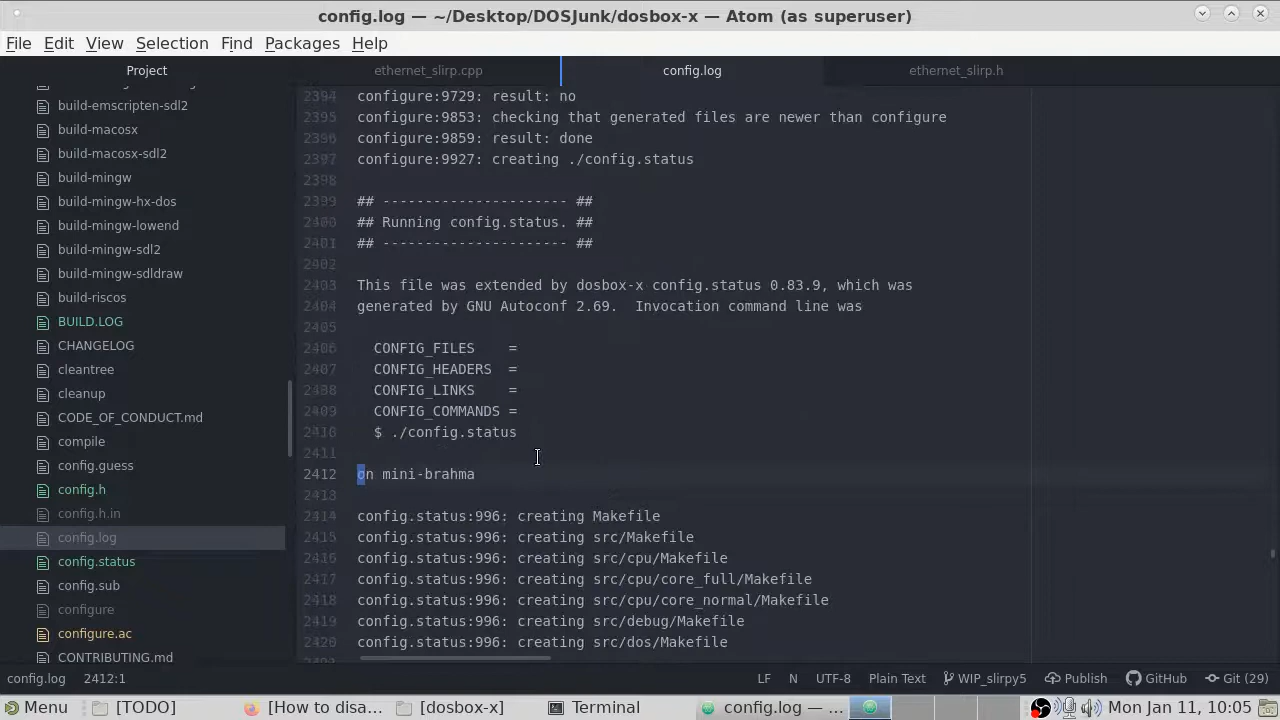 config.log — ~/Desktop/DOSJunk/dosbox-x — Atom (as superuser)
File Edit View Selection Find Packages Help
Project
ethernet_slirp.cpp
config.log
ethernet_slirp.h
build-emscripten-sdl2
build-macosx
build-macosx-sdl2
build-mingw
build-mingw-hx-dos
build-mingw-lowend
build-mingw-sdl2
build-mingw-sdldraw
build-riscos
BUILD.LOG
CHANGELOG
cleantree
cleanup
CODE_OF_CONDUCT.md
compile
config.guess
config.h
config.h.in
config.log
config.status
config.sub
configure
configure.ac
CONTRIBUTING.md
2394 configure:9729: result: no
2395 configure:9853: checking that generated files are newer than configure
2396 configure:9859: result: done
2397 configure:9927: creating ./config.status
2398
2399 ## ---------------------- ##
2400 ## Running config.status. ##
2401 ## ---------------------- ##
2402
2403 This file was extended by dosbox-x config.status 0.83.9, which was
2404 generated by GNU Autoconf 2.69.  Invocation command line was
2405
2406   CONFIG_FILES    =
2407   CONFIG_HEADERS  =
2408   CONFIG_LINKS    =
2409   CONFIG_COMMANDS =
2410   $ ./config.status
2411
2412 on mini-brahma
2413
2414 config.status:996: creating Makefile
2415 config.status:996: creating src/Makefile
2416 config.status:996: creating src/cpu/Makefile
2417 config.status:996: creating src/cpu/core_full/Makefile
2418 config.status:996: creating src/cpu/core_normal/Makefile
2419 config.status:996: creating src/debug/Makefile
2420 config.status:996: creating src/dos/Makefile
config.log 2412:1 LF N UTF-8 Plain Text WIP_slirpy5 Publish GitHub Git (29)
Menu [TODO] [How to disa... [dosbox-x] Terminal config.log — ... Mon Jan 11, 10:05